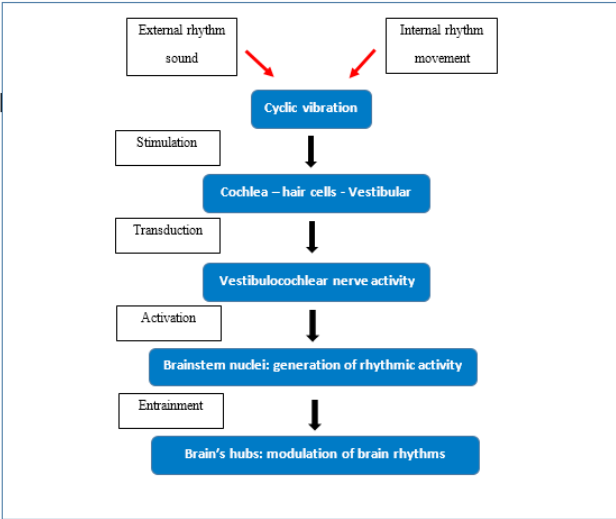 External rhythm
sound
Internal rhythm
movement
Cyclic vibration
Stimulation
Cochlea – hair cells - Vestibular
Transduction
Vestibulocochlear nerve activity
Activation
Brainstem nuclei: generation of rhythmic activity
Entrainment
Brain's hubs: modulation of brain rhythms